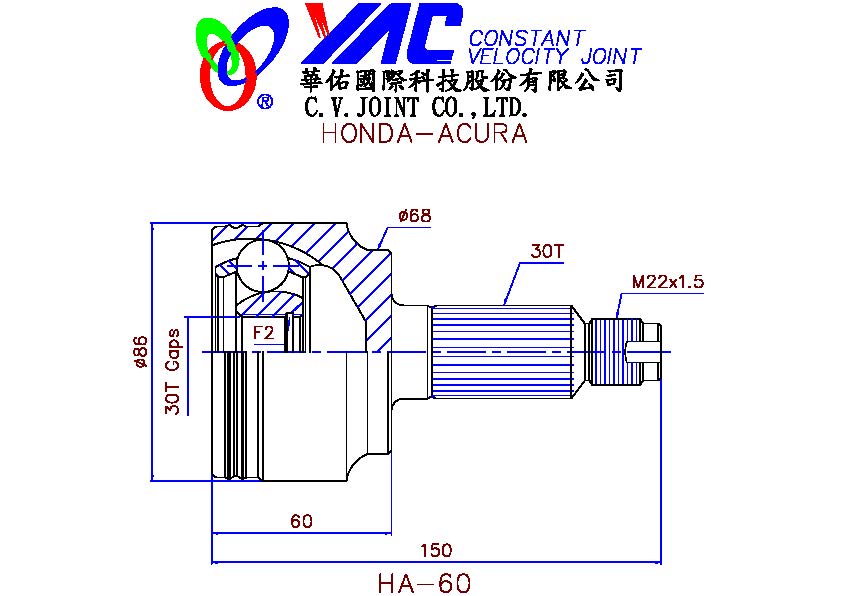 YAC CONSTANT
VELOCITY JOINT
®
華佑國際科技股份有限公司
C.V.JOINT CO.,LTD.
HONDA-ACURA
ø68
30T
M22x1.5
F2
ø86
30T Gaps
60
150
HA-60